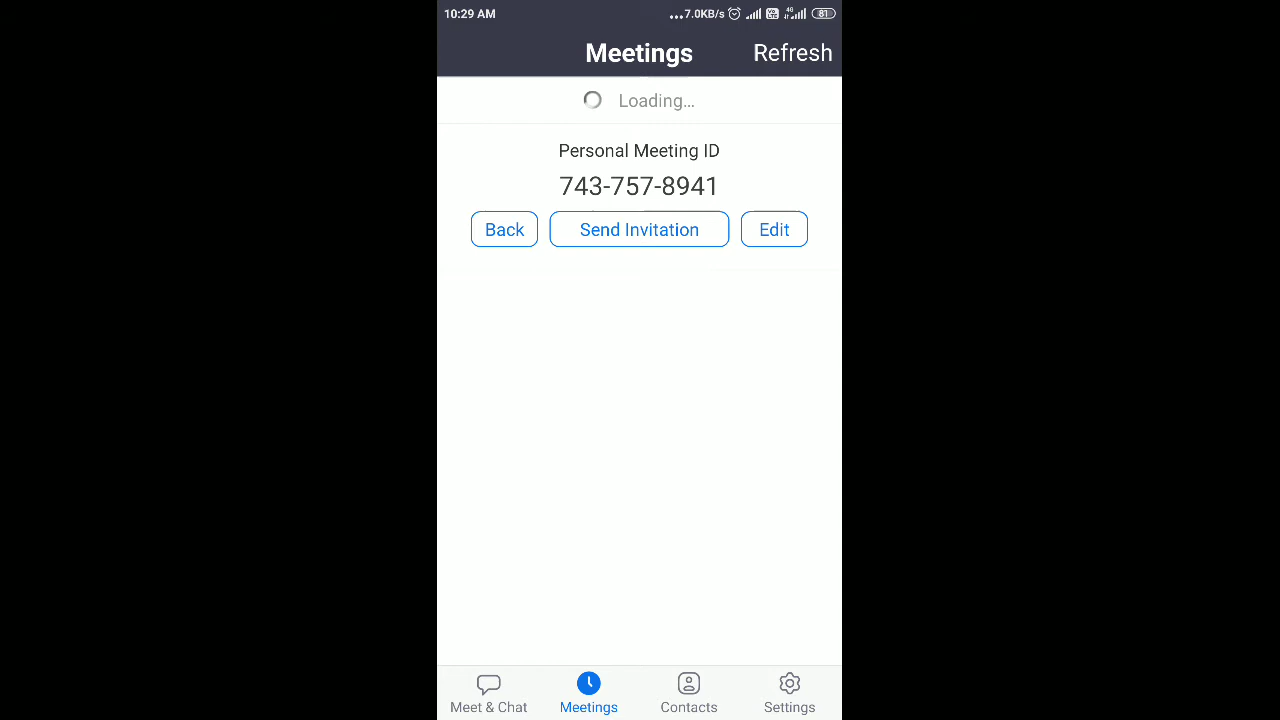 10:29 AM ...7.0KB/s 4G 81
Meetings Refresh
Loading...
Personal Meeting ID
743-757-8941
Back Send Invitation Edit
Meet & Chat Meetings Contacts Settings